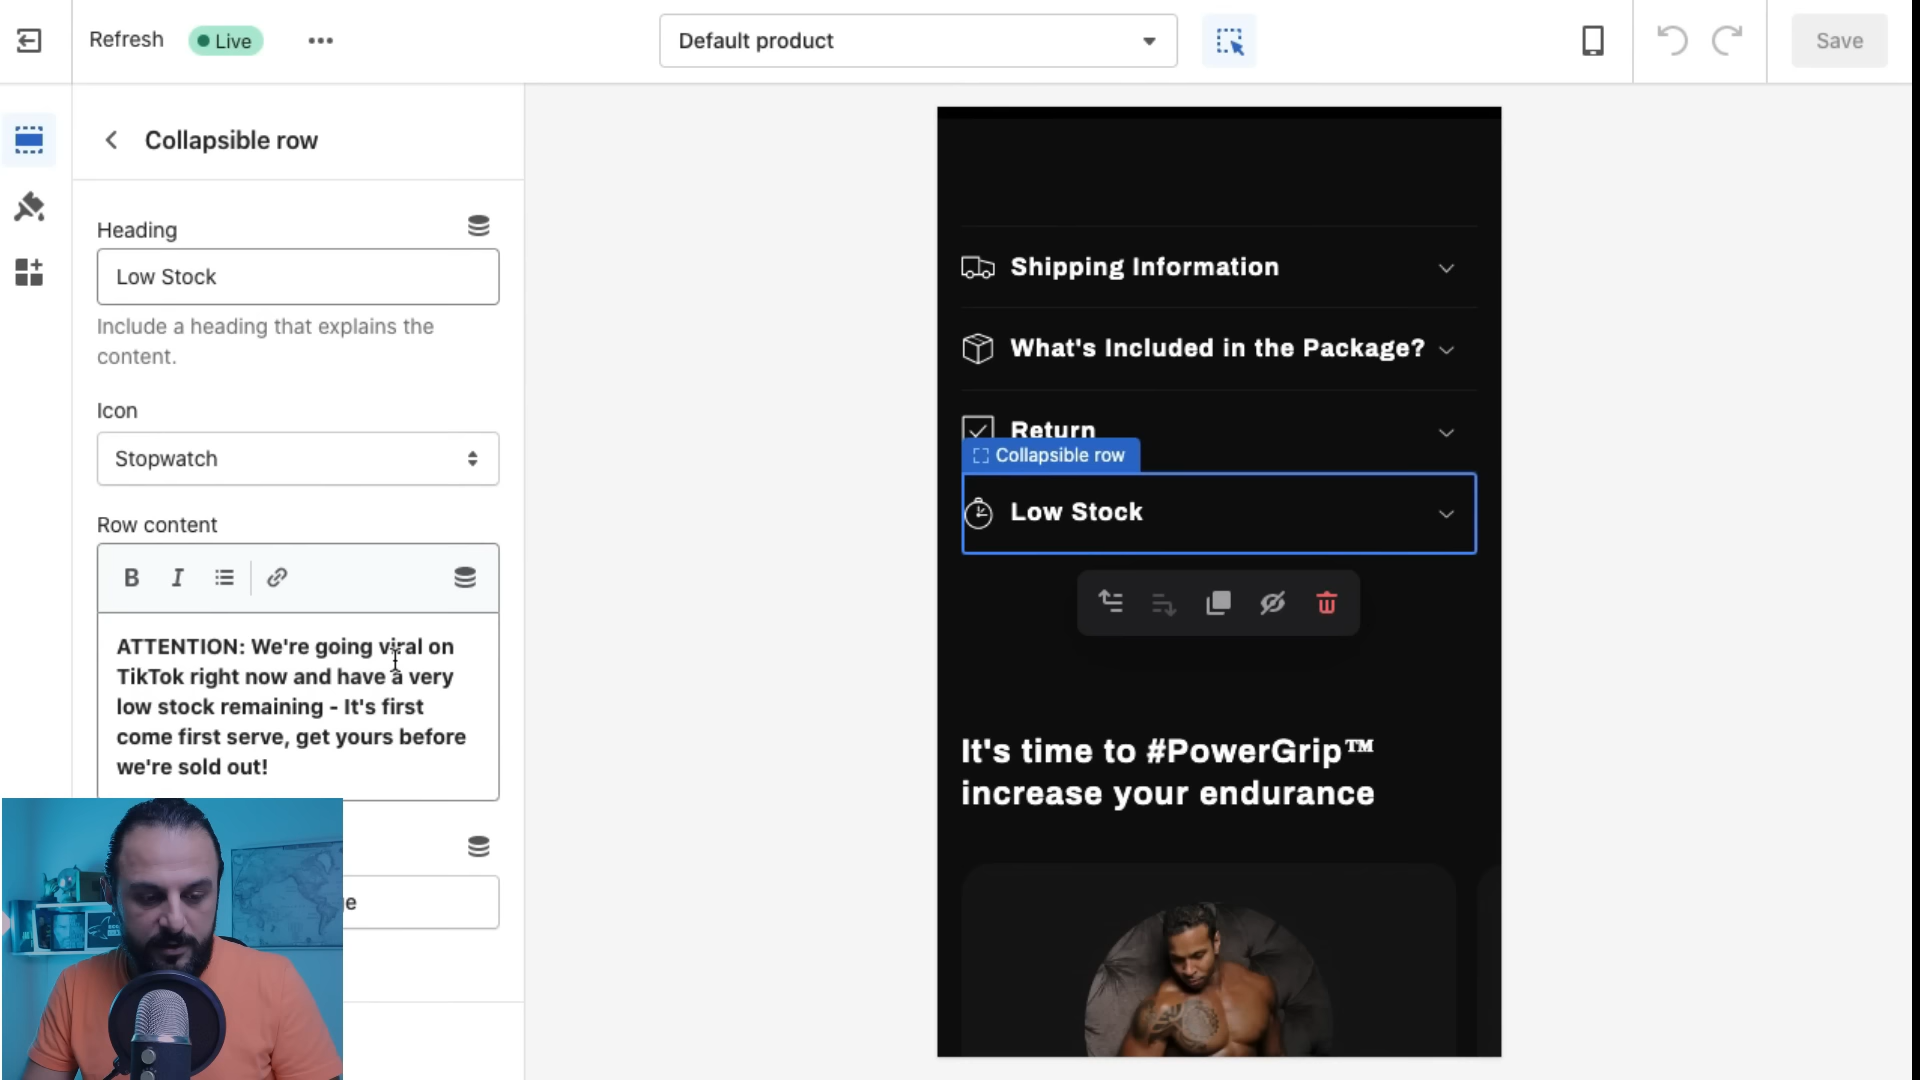 Refresh
Live
Default product
Save
Collapsible row
Heading
Low Stock
Include a heading that explains the
content.
Icon
Stopwatch
Row content
B I
ATTENTION: We're going viral on
TikTok right now and have a very
low stock remaining - It's first
come first serve, get yours before
we're sold out!
e
Shipping Information
What's Included in the Package?
Return
Collapsible row
Low Stock
It's time to #PowerGrip™
increase your endurance